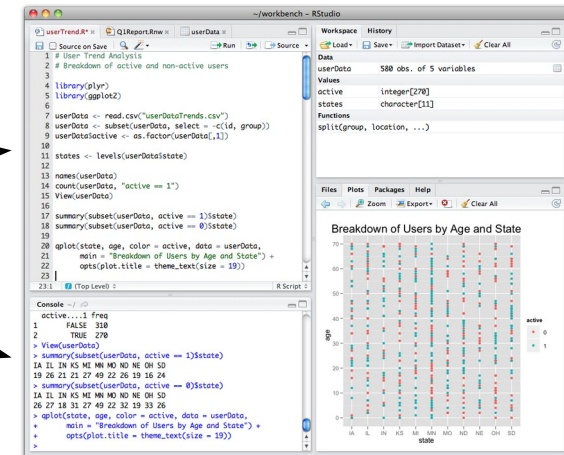 ~/workbench - RStudio
userTrend.R* × Q1Report.Rnw × userData ×
Source on Save Run Source
1 # User Trend Analysis
2 # Breakdown of active and non-active users
3
4 library(plyr)
5 library(ggplot2)
6
7 userData <- read.csv("userDataTrends.csv")
8 userData <- subset(userData, select = -c(id, group))
9 userData$active <- as.factor(userData[,1])
10
11 states <- levels(userData$state)
12
13 names(userData)
14 count(userData, "active == 1")
15 View(userData)
16
17 summary(subset(userData, active == 1)$state)
18 summary(subset(userData, active == 0)$state)
19
20 qplot(state, age, color = active, data = userData,
21 main = "Breakdown of Users by Age and State") +
22 opts(plot.title = theme_text(size = 19))
23
23:1 (Top Level) R Script
Console ~/
active....1 freq
1 FALSE 310
2 TRUE 270
> View(userData)
> summary(subset(userData, active == 1)$state)
IA IL IN KS MI MN MO ND NE OH SD
19 26 21 21 27 49 22 26 19 16 24
> summary(subset(userData, active == 0)$state)
IA IL IN KS MI MN MO ND NE OH SD
26 27 18 31 27 49 22 32 19 33 26
> qplot(state, age, color = active, data = userData,
+ main = "Breakdown of Users by Age and State") +
+ opts(plot.title = theme_text(size = 19))
>
Workspace History
Load Save Import Dataset Clear All
Data
userData 580 obs. of 5 variables
Values
active integer[270]
states character[11]
Functions
split(group, location, ...)
Files Plots Packages Help
Zoom Export Clear All
Breakdown of Users by Age and State
70
60
50
40
30
20
10
0
age
IA IL IN KS MI MN MO ND NE OH SD
state
active
0
1